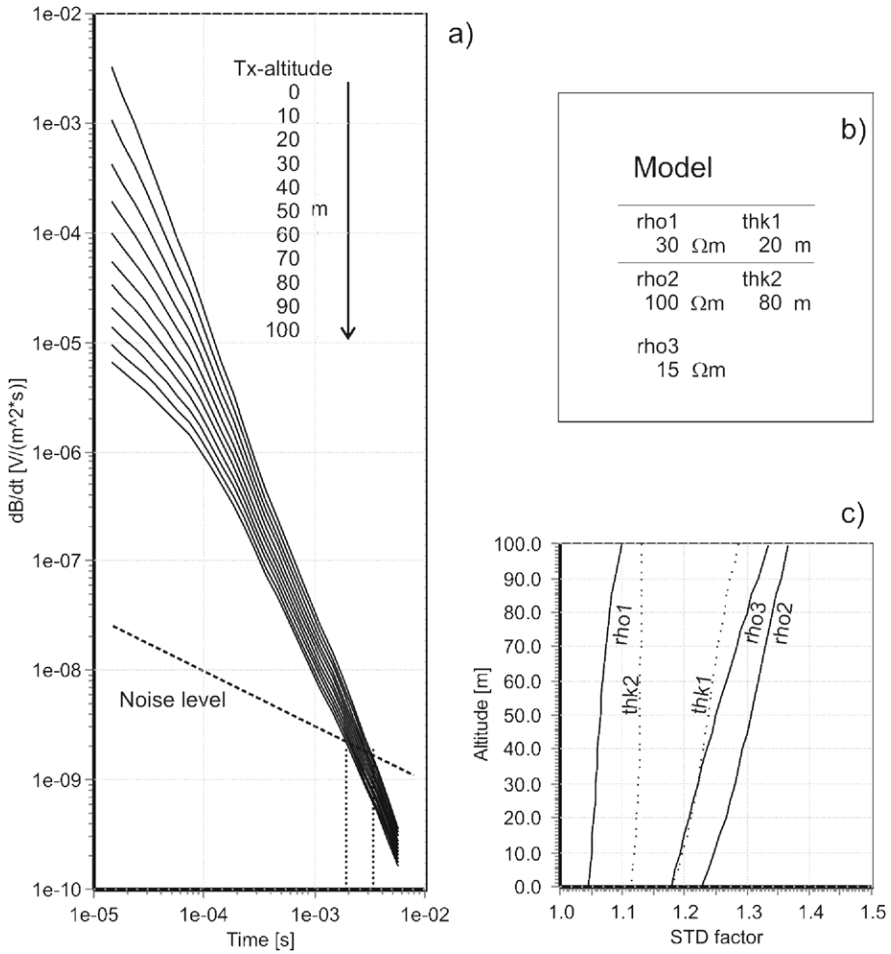 a)
1e-02
1e-03
1e-04
1e-05
1e-06
1e-07
1e-08
1e-09
1e-10
dB/dt [V/(m^2*s)]
Tx-altitude
0
10
20
30
40
50 m
60
70
80
90
100
Noise level
1e-05 1e-04 1e-03 1e-02
Time [s]
b)
Model
rho1 thk1
30 Ωm 20 m
rho2 thk2
100 Ωm 80 m
rho3
15 Ωm
c)
100.0
90.0
80.0
70.0
60.0
50.0
40.0
30.0
20.0
10.0
0.0
Altitude [m]
rho1
thk2
thk1
rho3
rho2
1.0 1.1 1.2 1.3 1.4 1.5
STD factor